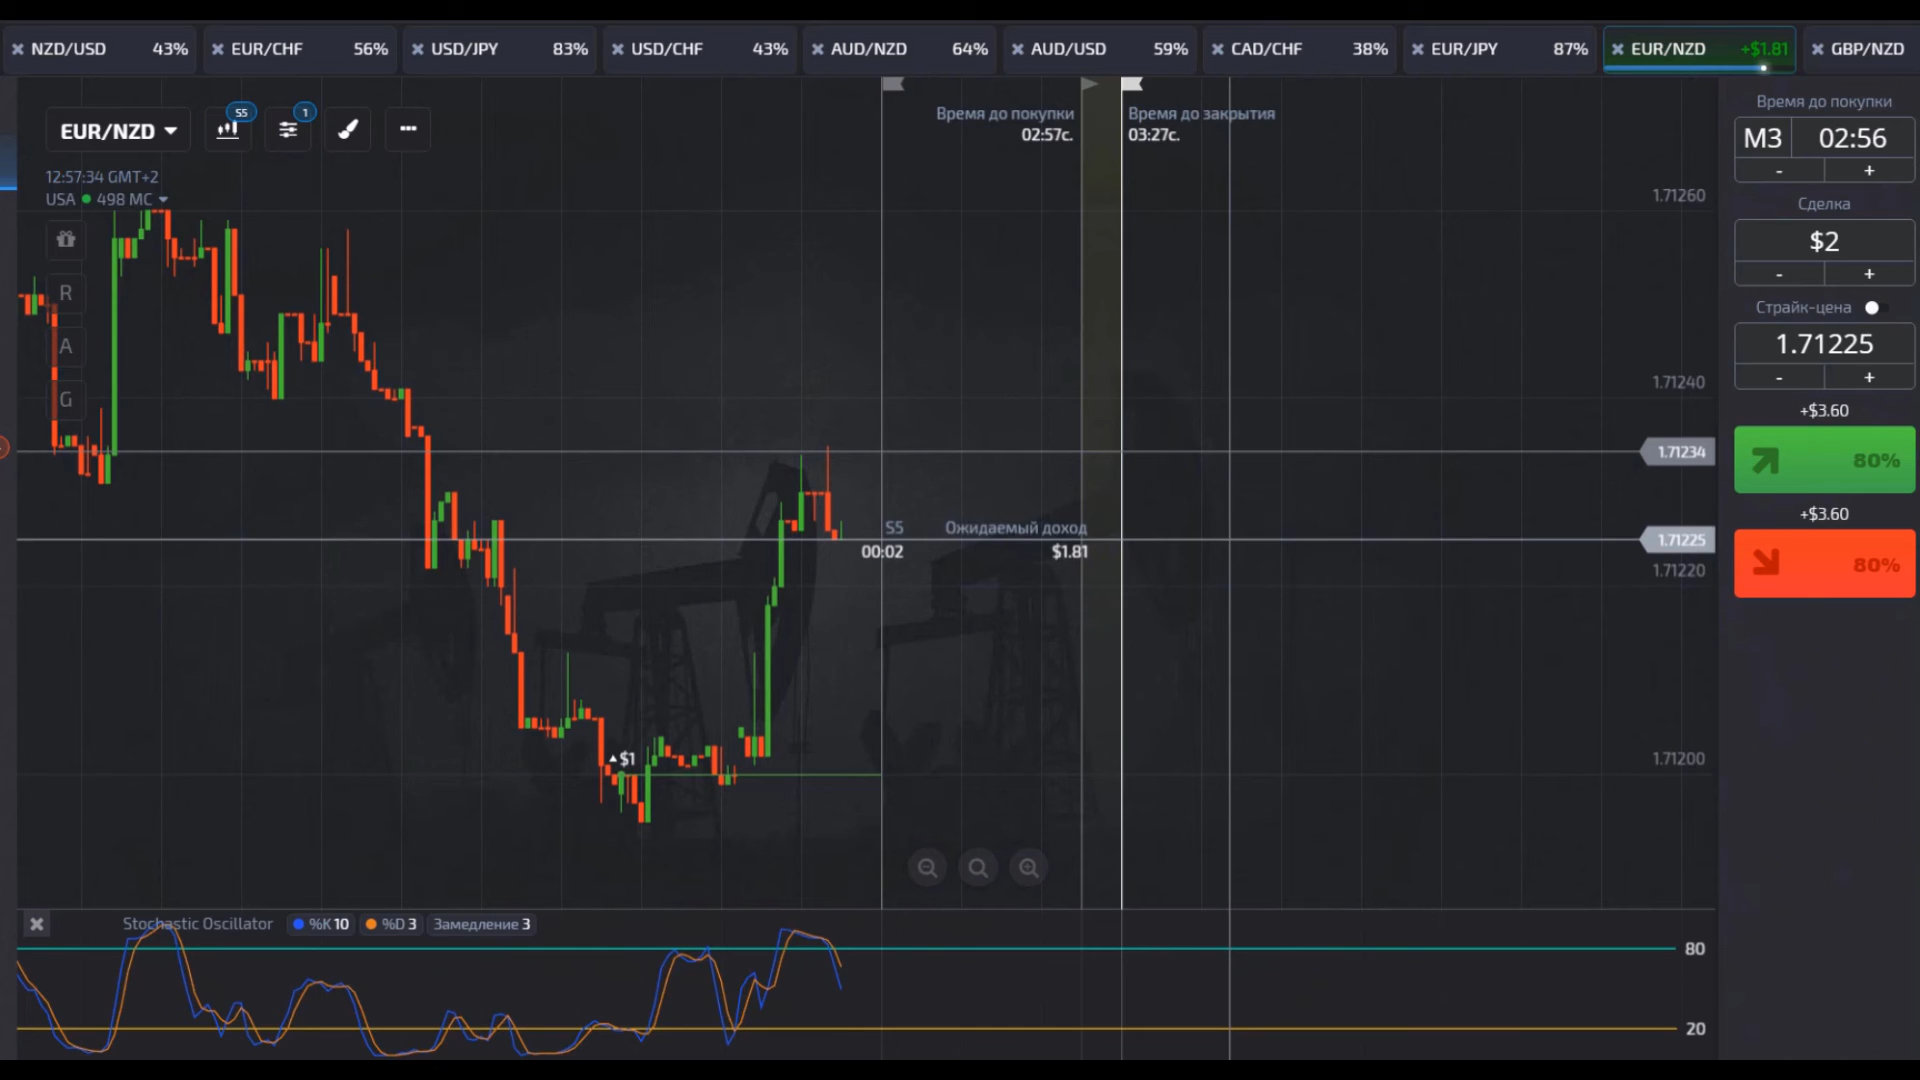 NZD/USD 43% EUR/CHF 56% USD/JPY 83% USD/CHF 43% AUD/NZD 64% AUD/USD 59% CAD/CHF 38% EUR/JPY 87% EUR/NZD +$1.81 GBP/NZD
EUR/NZD S5 1
12:57:34 GMT+2
USA 498 МС
R
A
G
Время до покупки
02:57с.
Время до закрытия
03:27с.
1.71260
1.71240
1.71234
1.71225
1.71220
1.71200
S5
00:02
Ожидаемый доход
$1.81
$1
Время до покупки
M3 02:56
- +
Сделка
$2
- +
Страйк-цена
1.71225
- +
+$3.60
80%
+$3.60
80%
Stochastic Oscillator %K 10 %D 3 Замедление 3
80
20